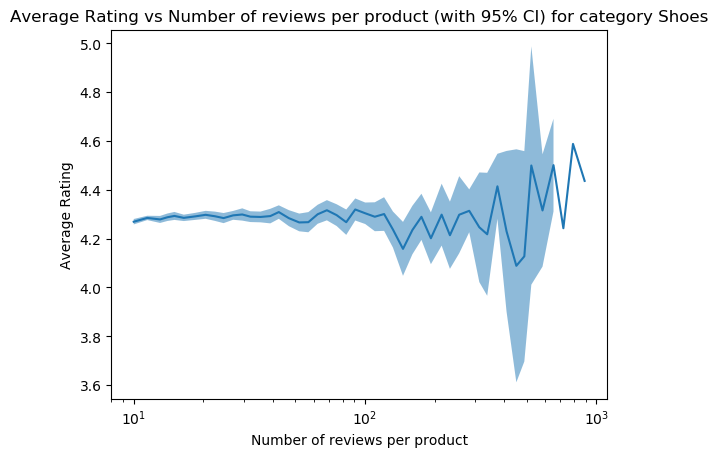 Average Rating vs Number of reviews per product (with 95% CI) for category Shoes
5.0
4.8
4.6
4.4
4.2
4.0
3.8
3.6
Average Rating
10¹ 10² 10³
Number of reviews per product